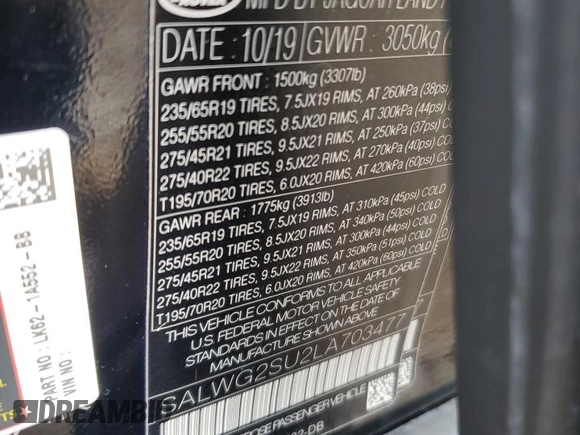 ROVER
MFD BY JAGUAR LAND
DATE: 10/19 GVWR : 3050kg
GAWR FRONT : 1500kg (3307lb)
235/65R19 TIRES, 7.5JX19 RIMS, AT 260kPa (38psi)
255/55R20 TIRES, 8.5JX20 RIMS, AT 300kPa (44psi)
275/45R21 TIRES, 9.5JX21 RIMS, AT 250kPa (37psi)
275/40R22 TIRES, 9.5JX22 RIMS, AT 270kPa (40psi)
T195/70R20 TIRES, 6.0JX20 RIMS, AT 420kPa (60psi)
GAWR REAR : 1775kg (3913lb)
235/65R19 TIRES, 7.5JX19 RIMS, AT 310kPa (45psi) COLD
255/55R20 TIRES, 8.5JX20 RIMS, AT 340kPa (50psi) COLD
275/45R21 TIRES, 9.5JX21 RIMS, AT 300kPa (44psi) COLD
275/40R22 TIRES, 9.5JX22 RIMS, AT 350kPa (51psi) COLD
T195/70R20 TIRES, 6.0JX20 RIMS, AT 420kPa (60psi) COLD
THIS VEHICLE CONFORMS TO ALL APPLICABLE
U.S. FEDERAL MOTOR VEHICLE SAFETY
STANDARDS IN EFFECT ON THE DATE OF
MANUFACTURE SHOWN ABOVE
SALWG2SU2LA703477
PURPOSE PASSENGER VEHICLE
-DB
PART NO : LK62-1A552-BB
VIN NO :
DREAMBID